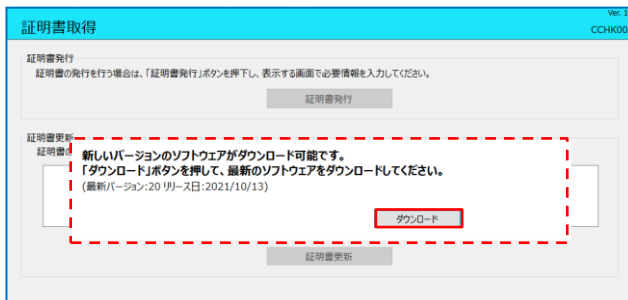 Ver. 1
証明書取得
CCHK00
証明書発行
証明書の発行を行う場合は、「証明書発行」ボタンを押下し、表示する画面で必要情報を入力してください。
証明書発行
証明書更新
証明書の
新しいバージョンのソフトウェアがダウンロード可能です。
「ダウンロード」ボタンを押して、最新のソフトウェアをダウンロードしてください。
(最新バージョン:20 リリース日:2021/10/13)
ダウンロード
証明書更新